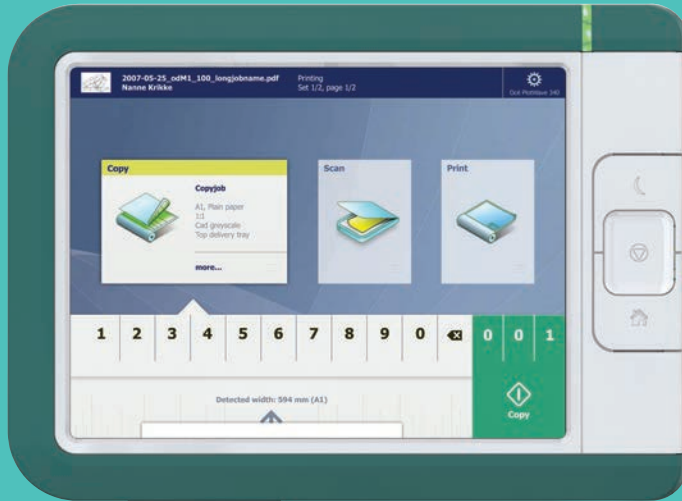 2007-05-25_odM1_100_longjobname.pdf
Nanne Krikke
Printing
Set 1/2, page 1/2
Océ PlotWave 340
Copy
Copyjob
A1, Plain paper
1:1
Cad greyscale
Top delivery tray
more...
Scan
Print
1 2 3 4 5 6 7 8 9 0
0 0 1
Detected width: 594 mm (A1)
Copy